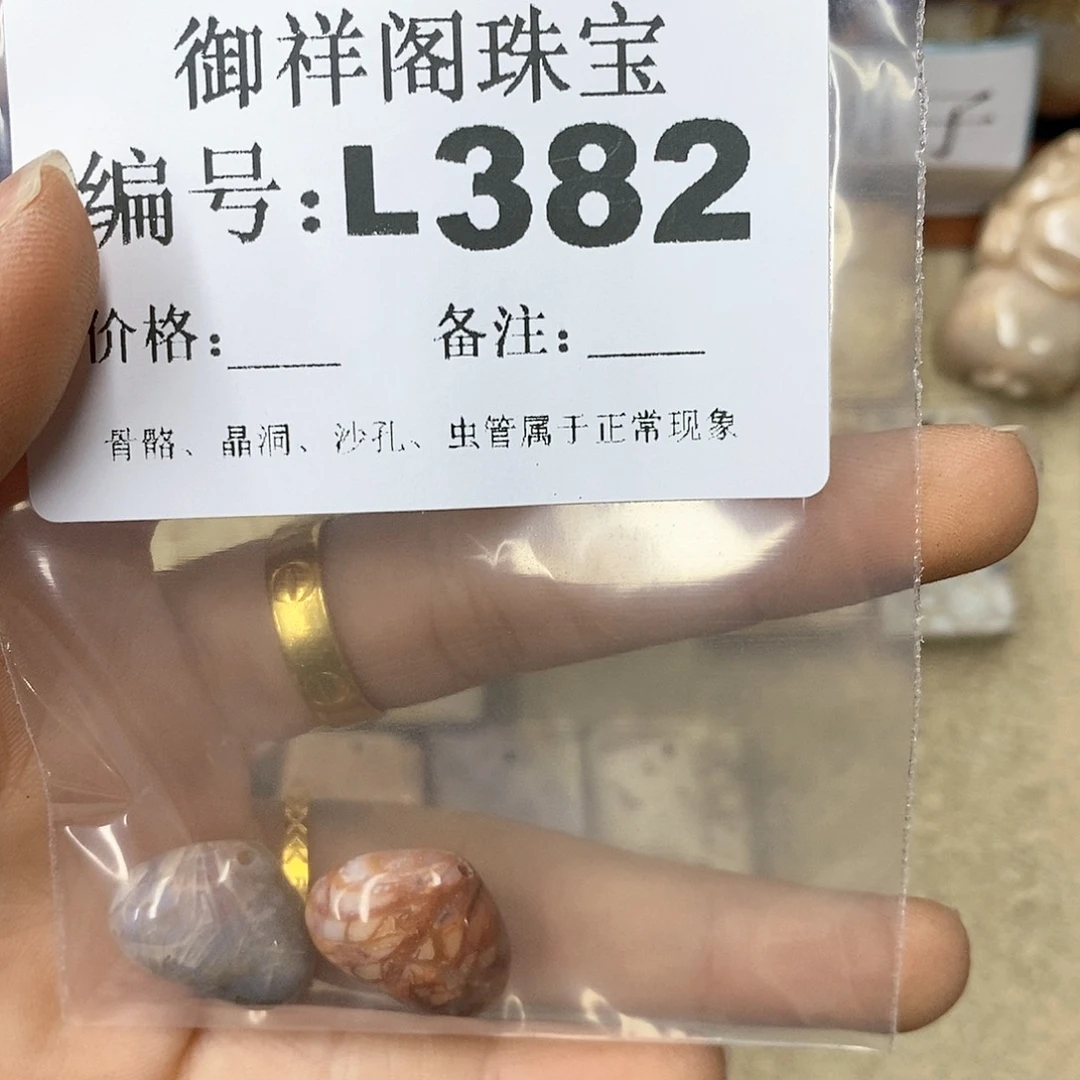 御祥阁珠宝
编号:L382
价格:____ 备注:____
骨骼、晶洞、沙孔、虫管属于正常现象
子